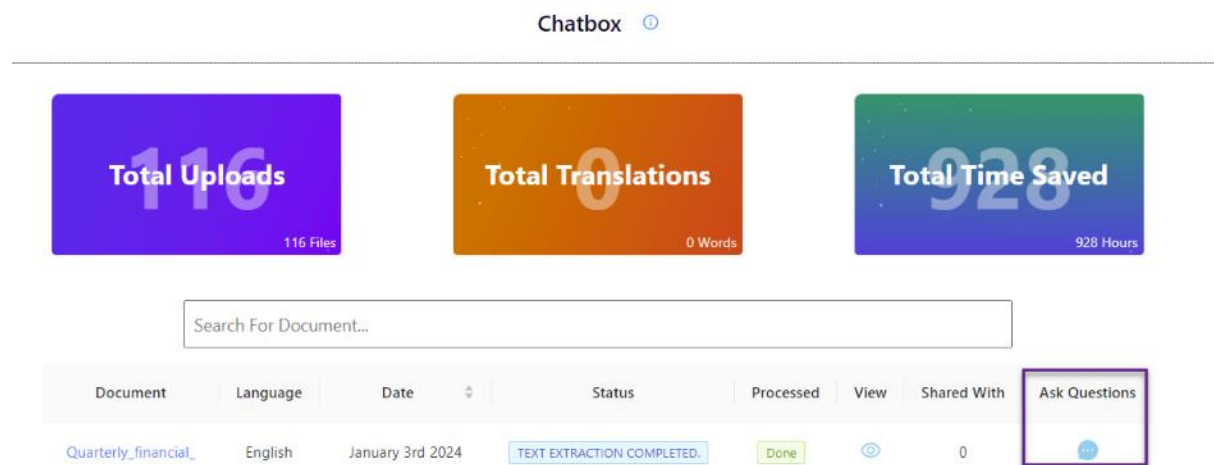 Chatbox
116
Total Uploads
116 Files
0
Total Translations
0 Words
928
Total Time Saved
928 Hours
Search For Document...
Document Language Date Status Processed View Shared With Ask Questions
Quarterly_financial_ English January 3rd 2024 TEXT EXTRACTION COMPLETED. Done 0